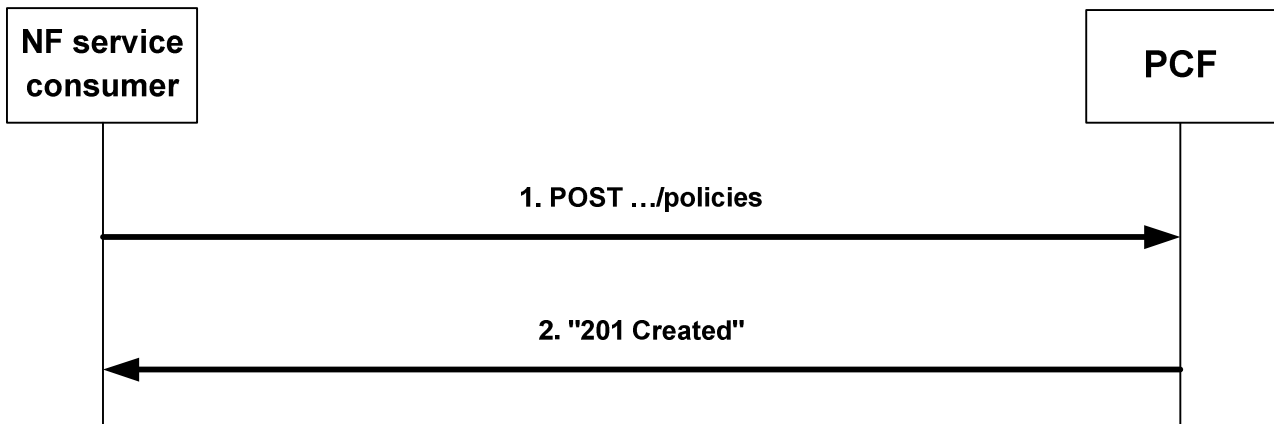 NF service
consumer
PCF
1. POST …/policies
2. "201 Created"